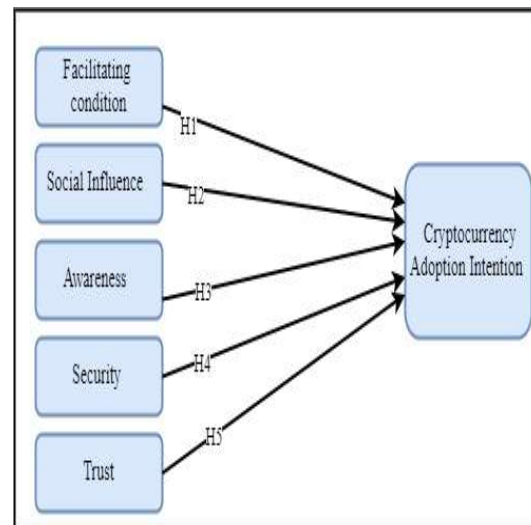 Facilitating
condition
H1
Social Influence
H2
Cryptocurrency
Adoption Intention
Awareness
H3
Security
H4
Trust
H5